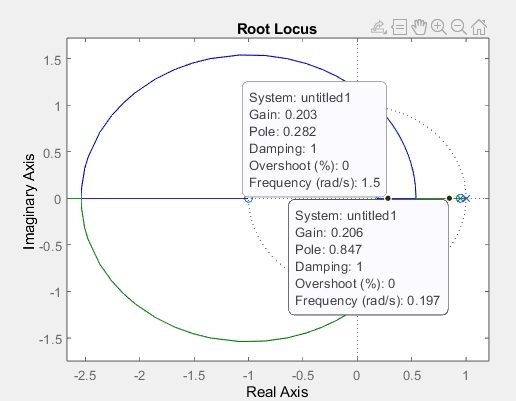 Root Locus
1.5
1
0.5
0
-0.5
-1
-1.5
Imaginary Axis
System: untitled1
Gain: 0.203
Pole: 0.282
Damping: 1
Overshoot (%): 0
Frequency (rad/s): 1.5
System: untitled1
Gain: 0.206
Pole: 0.847
Damping: 1
Overshoot (%): 0
Frequency (rad/s): 0.197
-2.5 -2 -1.5 -1 -0.5 0 0.5 1
Real Axis